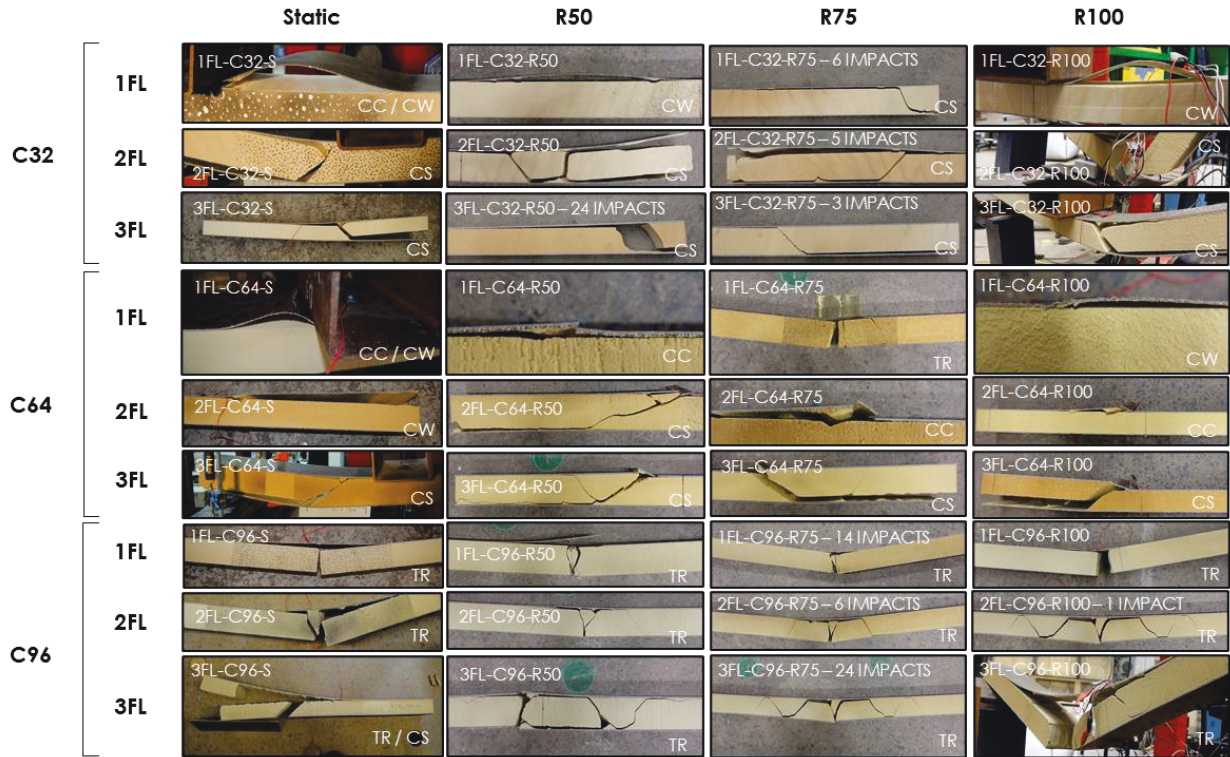 Static R50 R75 R100
C32
1FL
1FL-C32-S
CC / CW
1FL-C32-R50
CW
1FL-C32-R75 – 6 IMPACTS
CS
1FL-C32-R100
CW
2FL
2FL-C32-S
CS
2FL-C32-R50
CS
2FL-C32-R75 – 5 IMPACTS
CS
2FL-C32-R100
CS
3FL
3FL-C32-S
CS
3FL-C32-R50 – 24 IMPACTS
CS
3FL-C32-R75 – 3 IMPACTS
CS
3FL-C32-R100
CS
C64
1FL
1FL-C64-S
CC / CW
1FL-C64-R50
CC
1FL-C64-R75
TR
1FL-C64-R100
CW
2FL
2FL-C64-S
CW
2FL-C64-R50
CS
2FL-C64-R75
CC
2FL-C64-R100
CC
3FL
3FL-C64-S
CS
3FL-C64-R50
CS
3FL-C64-R75
CS
3FL-C64-R100
CS
C96
1FL
1FL-C96-S
TR
1FL-C96-R50
TR
1FL-C96-R75 – 14 IMPACTS
TR
1FL-C96-R100
TR
2FL
2FL-C96-S
TR
2FL-C96-R50
TR
2FL-C96-R75 – 6 IMPACTS
TR
2FL-C96-R100 – 1 IMPACT
TR
3FL
3FL-C96-S
TR / CS
3FL-C96-R50
TR
3FL-C96-R75 – 24 IMPACTS
TR
3FL-C96-R100
TR